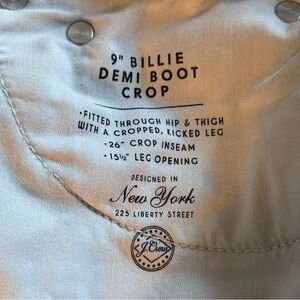 9" BILLIE
DEMI BOOT
CROP
•FITTED THROUGH HIP & THIGH
WITH A CROPPED, KICKED LEG
•26" CROP INSEAM
•15½" LEG OPENING
DESIGNED IN
New York
225 LIBERTY STREET
J.Crew